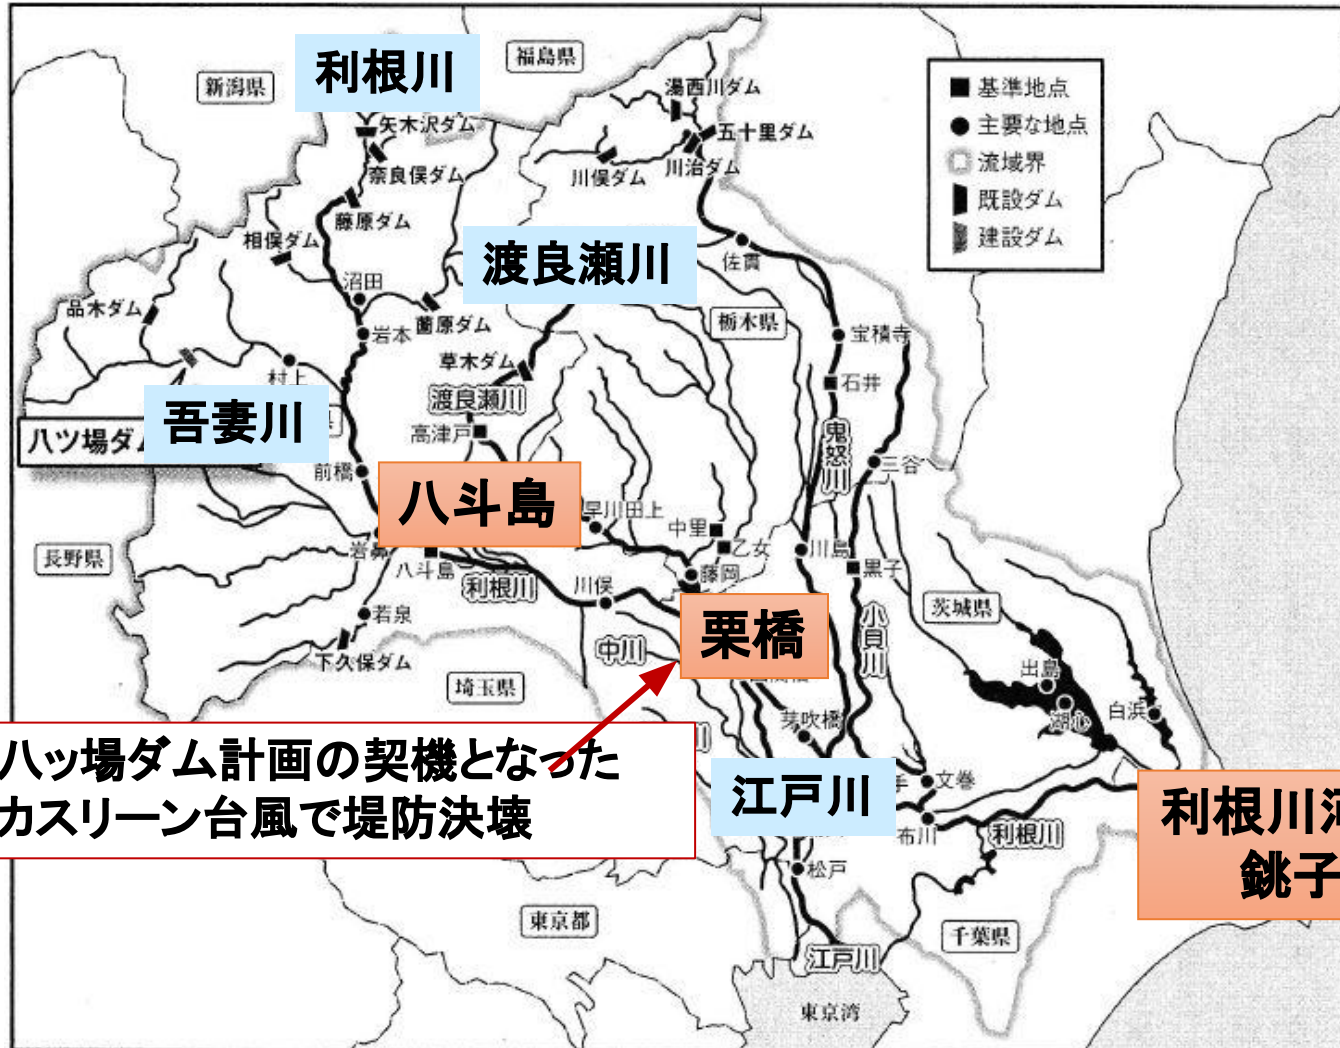 利根川
福島県
新潟県
湯西川ダム
矢木沢ダム
五十里ダム
奈良俣ダム
川俣ダム
川治ダム
藤原ダム
相俣ダム
基準地点
主要な地点
流域界
既設ダム
建設ダム
渡良瀬川
佐貫
沼田
品木ダム
薗原ダム
栃木県
岩本
宝積寺
草木ダム
村上
石井
渡良瀬川
吾妻川
八ツ場ダ
高津戸
鬼怒川
前橋
三谷
八斗島
早川田上
中里
乙女
岩鼻
八斗島
川島
長野県
藤岡
黒子
利根川
川俣
茨城県
若泉
栗橋
小貝川
中川
下久保ダム
出島
埼玉県
湖心
白浜
芽吹橋
八ッ場ダム計画の契機となった
カスリーン台風で堤防決壊
川
江戸川
手
文巻
利根川河
銚子
布川
利根川
松戸
東京都
千葉県
江戸川
東京湾